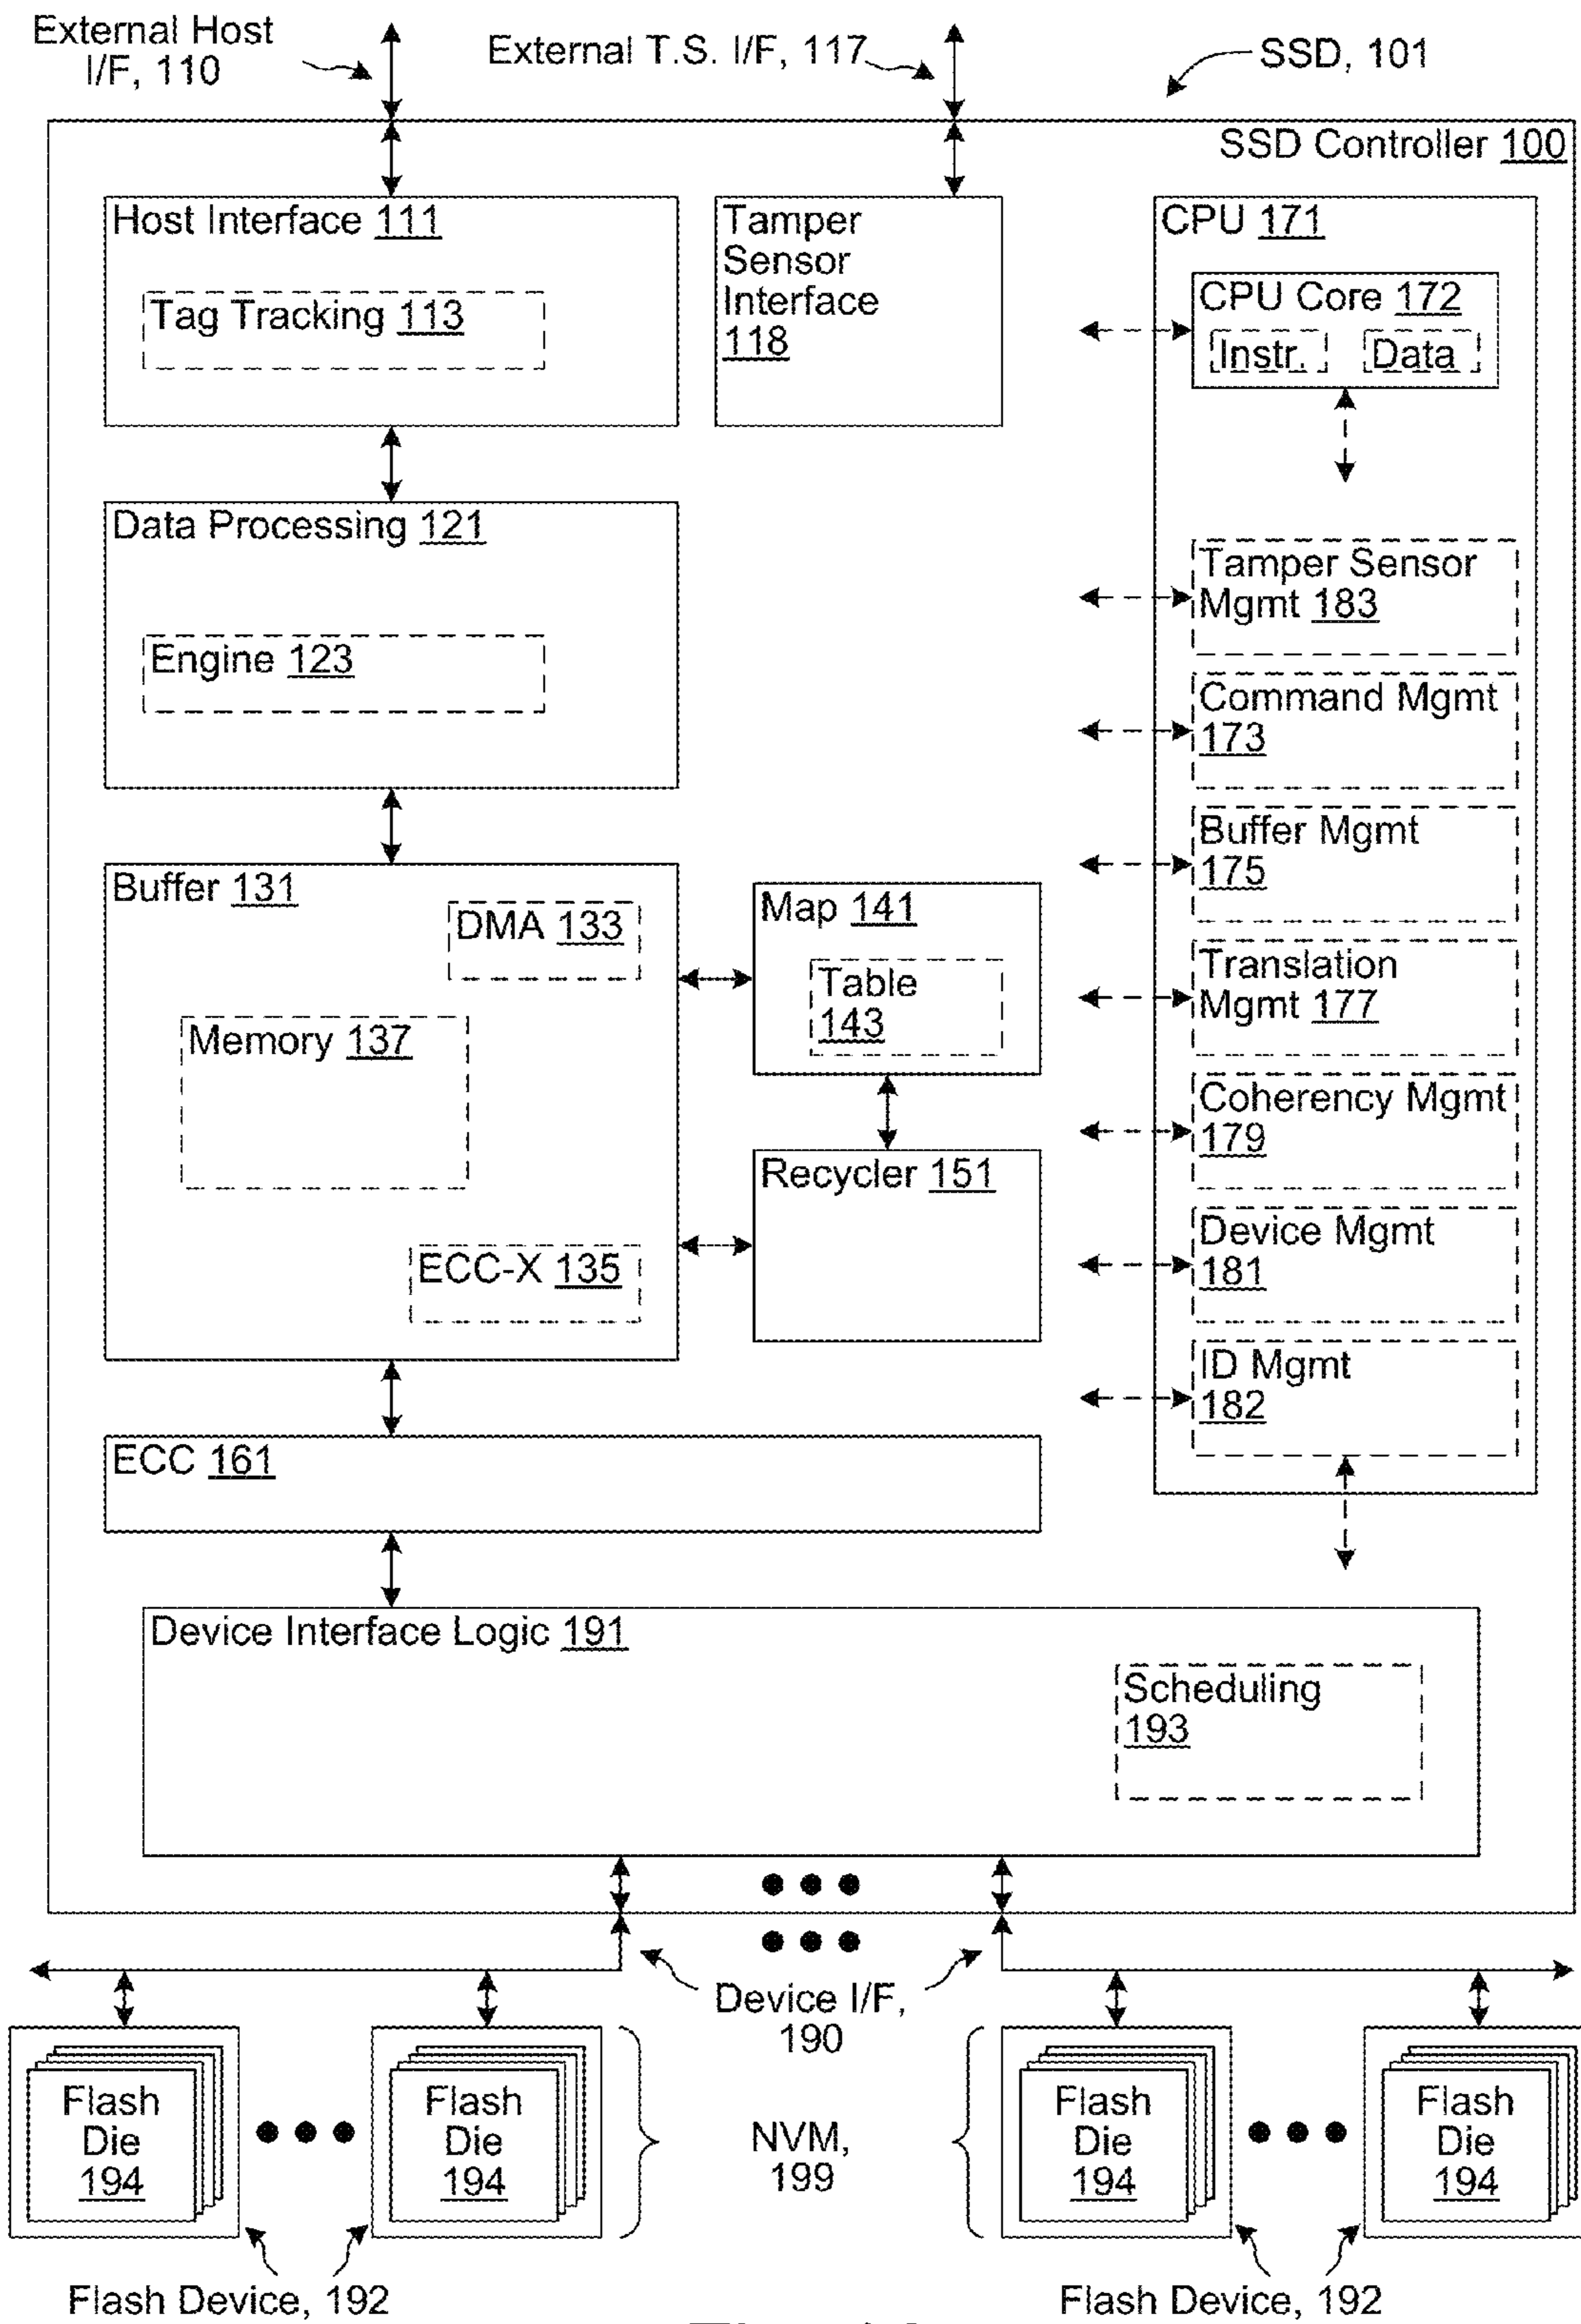 External Host
I/F, 110
External T.S. I/F, 117
SSD, 101
SSD Controller 100
Host Interface 111
Tag Tracking 113
Tamper
Sensor
Interface
118
CPU 171
CPU Core 172
Instr.
Data
Data Processing 121
Engine 123
Tamper Sensor
Mgmt 183
Command Mgmt
173
Buffer Mgmt
175
Translation
Mgmt 177
Coherency Mgmt
179
Device Mgmt
181
ID Mgmt
182
Buffer 131
DMA 133
Memory 137
ECC-X 135
Map 141
Table
143
Recycler 151
ECC 161
Device Interface Logic 191
Scheduling
193
Device I/F,
190
Flash
Die
194
Flash
Die
194
NVM,
199
Flash
Die
194
Flash
Die
194
Flash Device, 192
Flash Device, 192